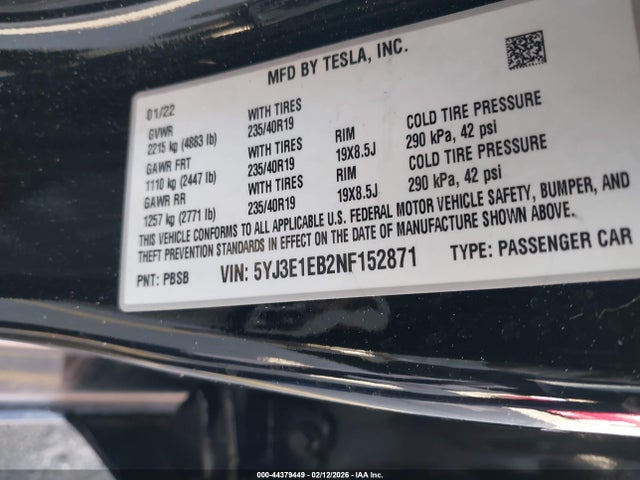 MFD BY TESLA, INC.
01/22
GVWR WITH TIRES RIM COLD TIRE PRESSURE
2215 kg (4883 lb) 235/40R19 19X8.5J 290 kPa, 42 psi
GAWR FRT WITH TIRES RIM COLD TIRE PRESSURE
1110 kg (2447 lb) 235/40R19 19X8.5J 290 kPa, 42 psi
GAWR RR WITH TIRES
1257 kg (2771 lb) 235/40R19
THIS VEHICLE CONFORMS TO ALL APPLICABLE U.S. FEDERAL MOTOR VEHICLE SAFETY, BUMPER, AND
THEFT PREVENTION STANDARDS IN EFFECT ON THE DATE OF MANUFACTURE SHOWN ABOVE.
PNT: PBSB VIN: 5YJ3E1EB2NF152871 TYPE: PASSENGER CAR
000-44379449 - 02/12/2026 - IAA Inc.